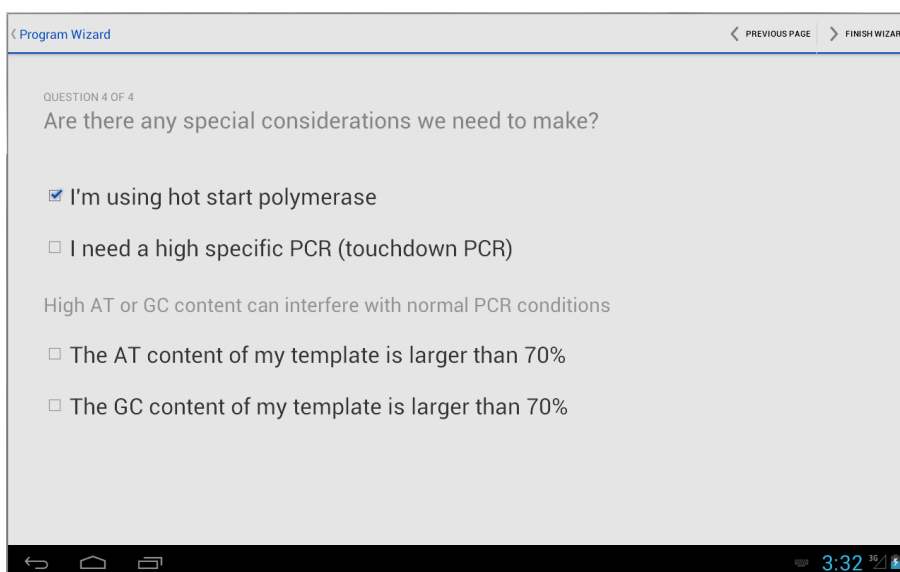 Program Wizard
PREVIOUS PAGE
FINISH WIZAR
QUESTION 4 OF 4
Are there any special considerations we need to make?
I'm using hot start polymerase
I need a high specific PCR (touchdown PCR)
High AT or GC content can interfere with normal PCR conditions
The AT content of my template is larger than 70%
The GC content of my template is larger than 70%
3:32
3G